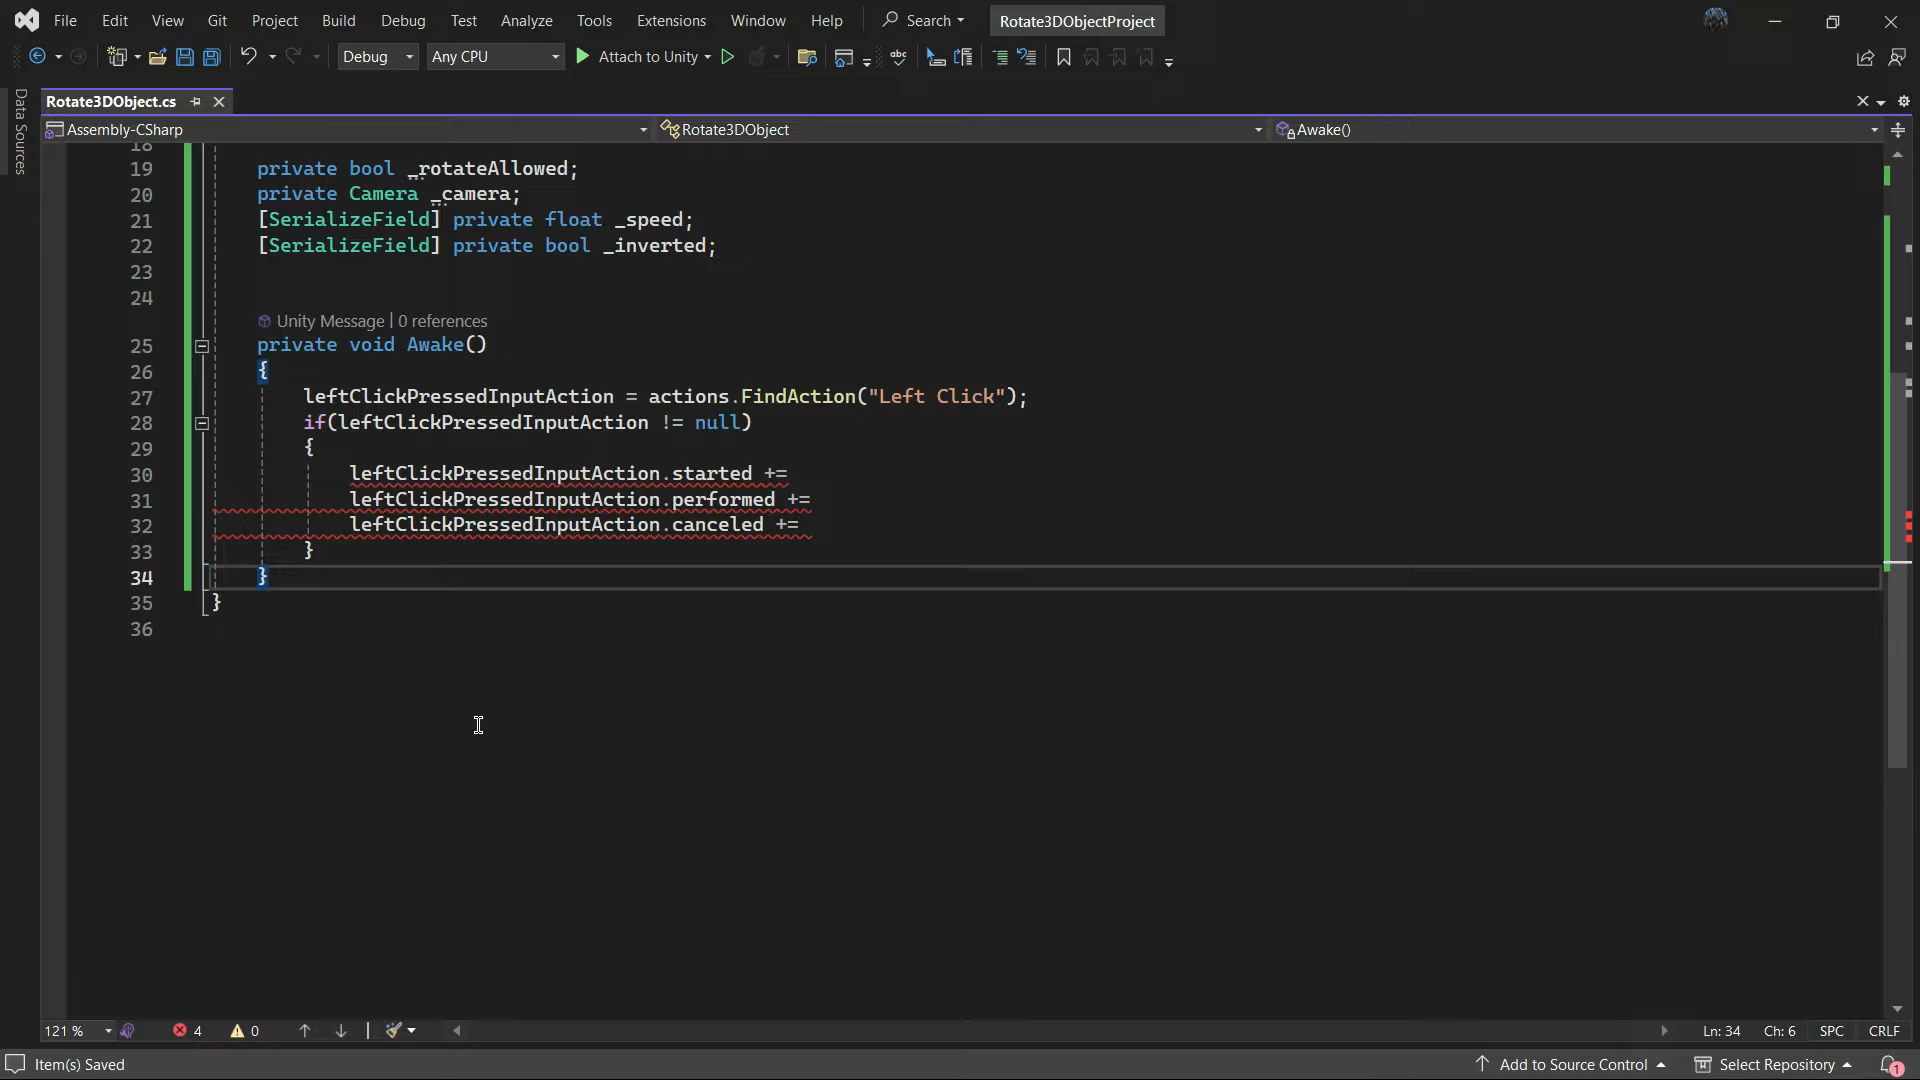 File Edit View Git Project Build Debug Test Analyze Tools Extensions Window Help Search Rotate3DObjectProject
Debug Any CPU Attach to Unity
Data Sources
Rotate3DObject.cs
Assembly-CSharp Rotate3DObject Awake()
18
19 private bool _rotateAllowed;
20 private Camera _camera;
21 [SerializeField] private float _speed;
22 [SerializeField] private bool _inverted;
23
24
Unity Message | 0 references
25 private void Awake()
26 {
27 leftClickPressedInputAction = actions.FindAction("Left Click");
28 if(leftClickPressedInputAction != null)
29 {
30 leftClickPressedInputAction.started +=
31 leftClickPressedInputAction.performed +=
32 leftClickPressedInputAction.canceled +=
33 }
34 }
35 }
36
121 % 4 0 Ln: 34 Ch: 6 SPC CRLF
Item(s) Saved Add to Source Control Select Repository 1